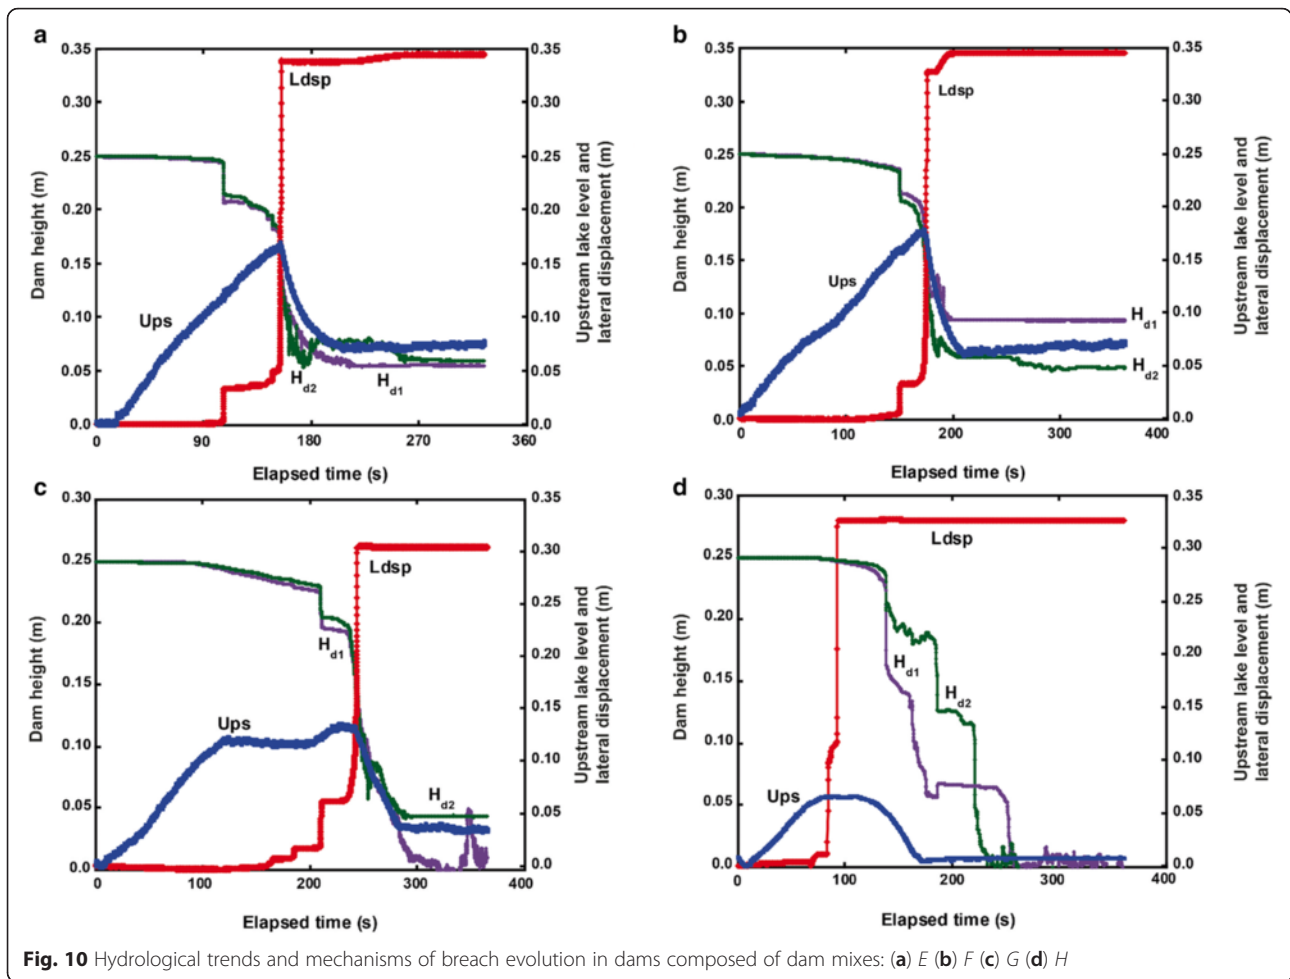 a
0.35
0.30
0.25
0.20
0.15
0.10
0.05
0.0
Dam height (m)
0.35
0.30
0.25
0.20
0.15
0.10
0.05
0.0
Upstream lake level and
lateral displacement (m)
Ldsp
Ups
H d2
H d1
0 90 180 270 360
Elapsed time (s)
b
0.35
0.30
0.25
0.20
0.15
0.10
0.05
0.0
Dam height (m)
0.35
0.30
0.25
0.20
0.15
0.10
0.05
0.0
Upstream lake level and
lateral displacement (m)
Ldsp
Ups
H d1
H d2
0 100 200 300 400
Elapsed time (s)
c
0.30
0.25
0.20
0.15
0.10
0.05
0.0
Dam height (m)
0.35
0.30
0.25
0.20
0.15
0.10
0.05
0.0
Upstream lake level and
lateral displacement (m)
Ldsp
H d1
Ups
H d2
0 100 200 300 400
Elapsed time (s)
d
0.30
0.25
0.20
0.15
0.10
0.05
0.0
Dam height (m)
0.35
0.30
0.25
0.20
0.15
0.10
0.05
0.0
Upstream lake level and
lateral displacement (m)
Ldsp
H d1
H d2
Ups
0 100 200 300 400
Elapsed time (s)
Fig. 10 Hydrological trends and mechanisms of breach evolution in dams composed of dam mixes: (a) E (b) F (c) G (d) H